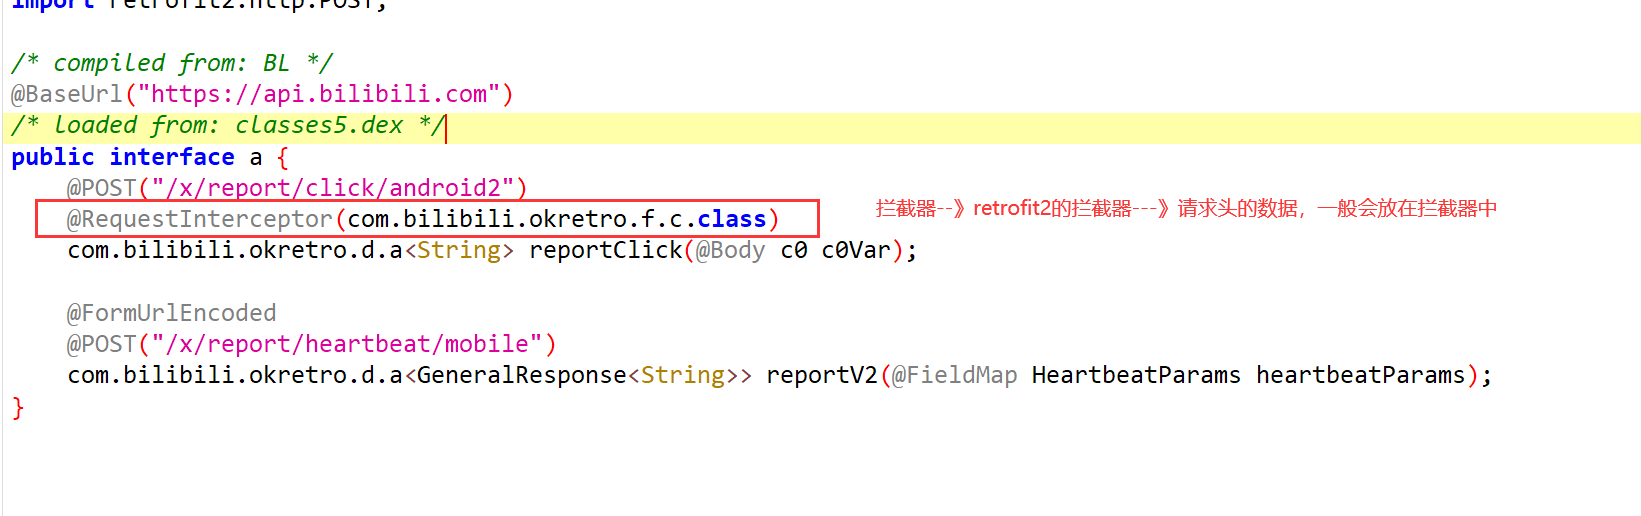 import retrofit2.http.POST;
/* compiled from: BL */
@BaseUrl("https://api.bilibili.com")
/* loaded from: classes5.dex */
public interface a {
@POST("/x/report/click/android2")
@RequestInterceptor(com.bilibili.okretro.f.c.class)
拦截器--》retrofit2的拦截器---》请求头的数据，一般会放在拦截器中
com.bilibili.okretro.d.a<String> reportClick(@Body c0 c0Var);
@FormUrlEncoded
@POST("/x/report/heartbeat/mobile")
com.bilibili.okretro.d.a<GeneralResponse<String>> reportV2(@FieldMap HeartbeatParams heartbeatParams);
}